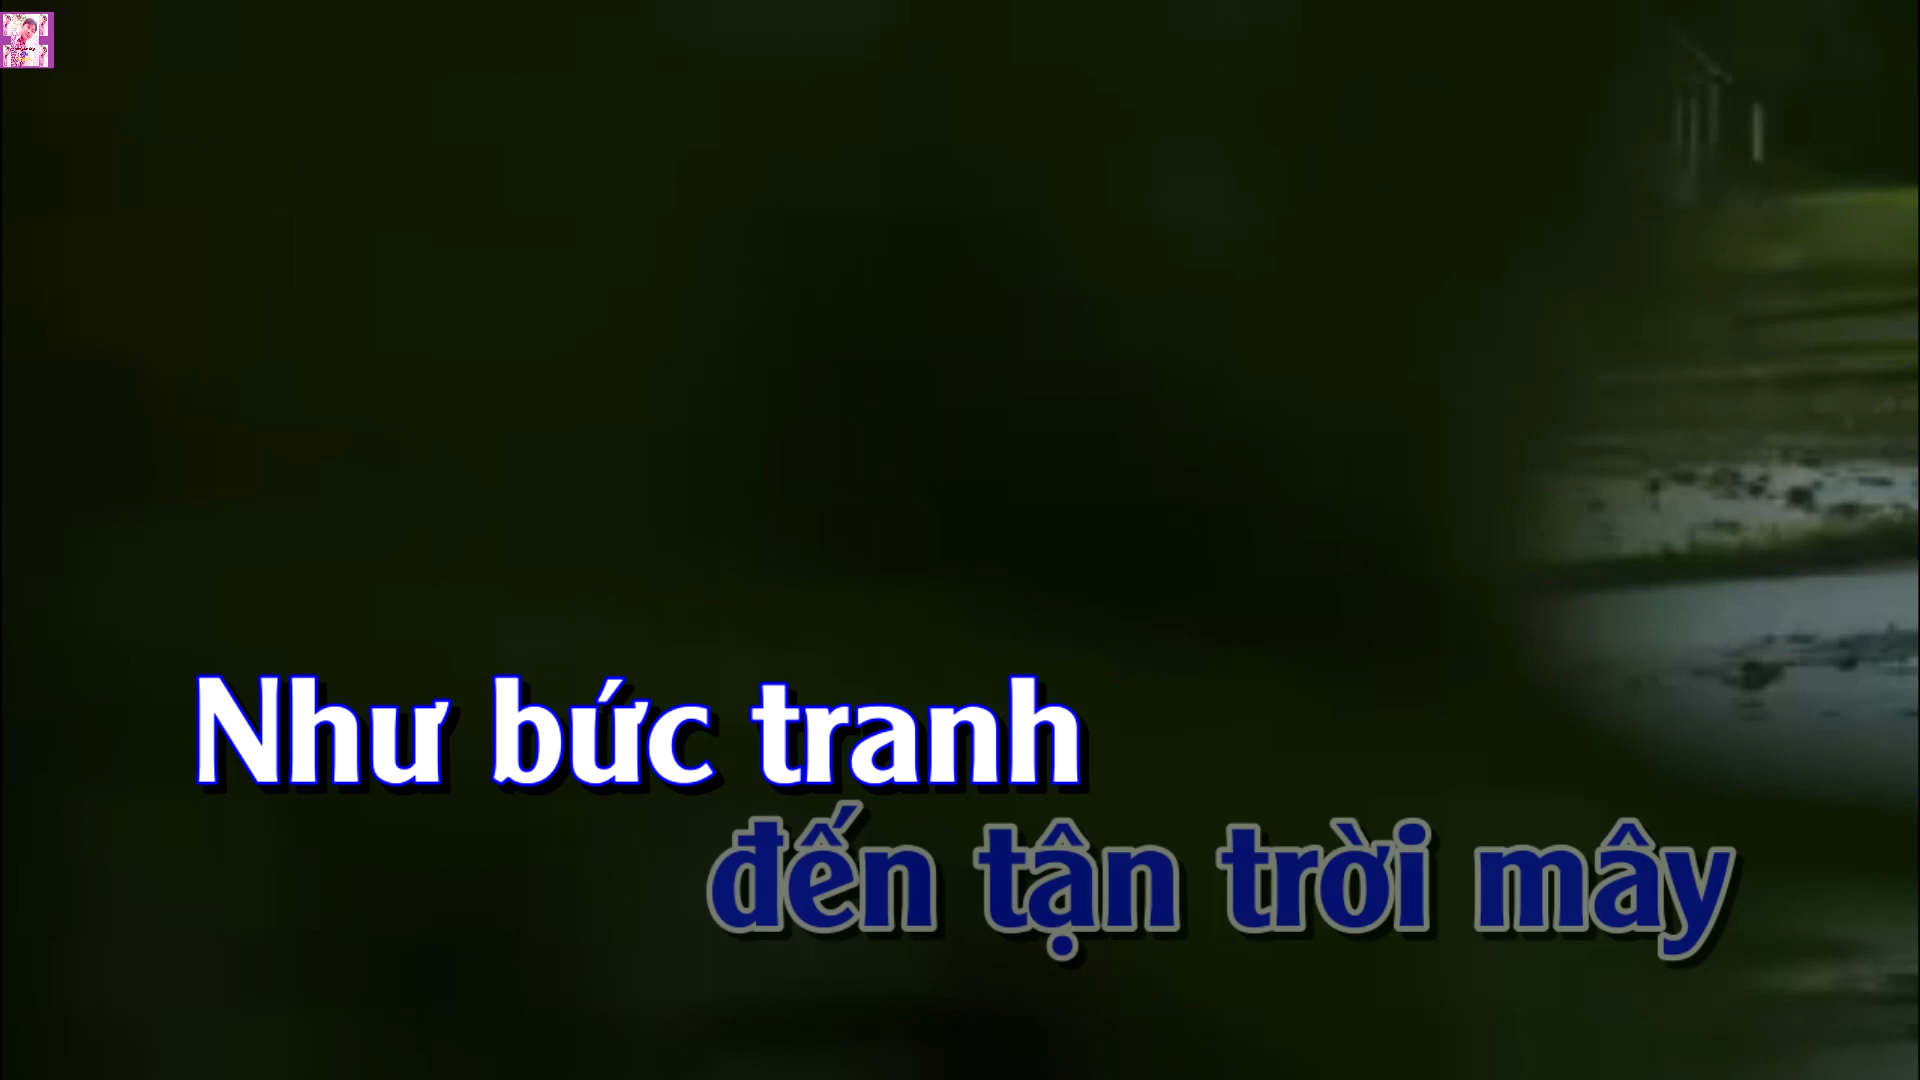 Như bức tranh
đến tận trời mây